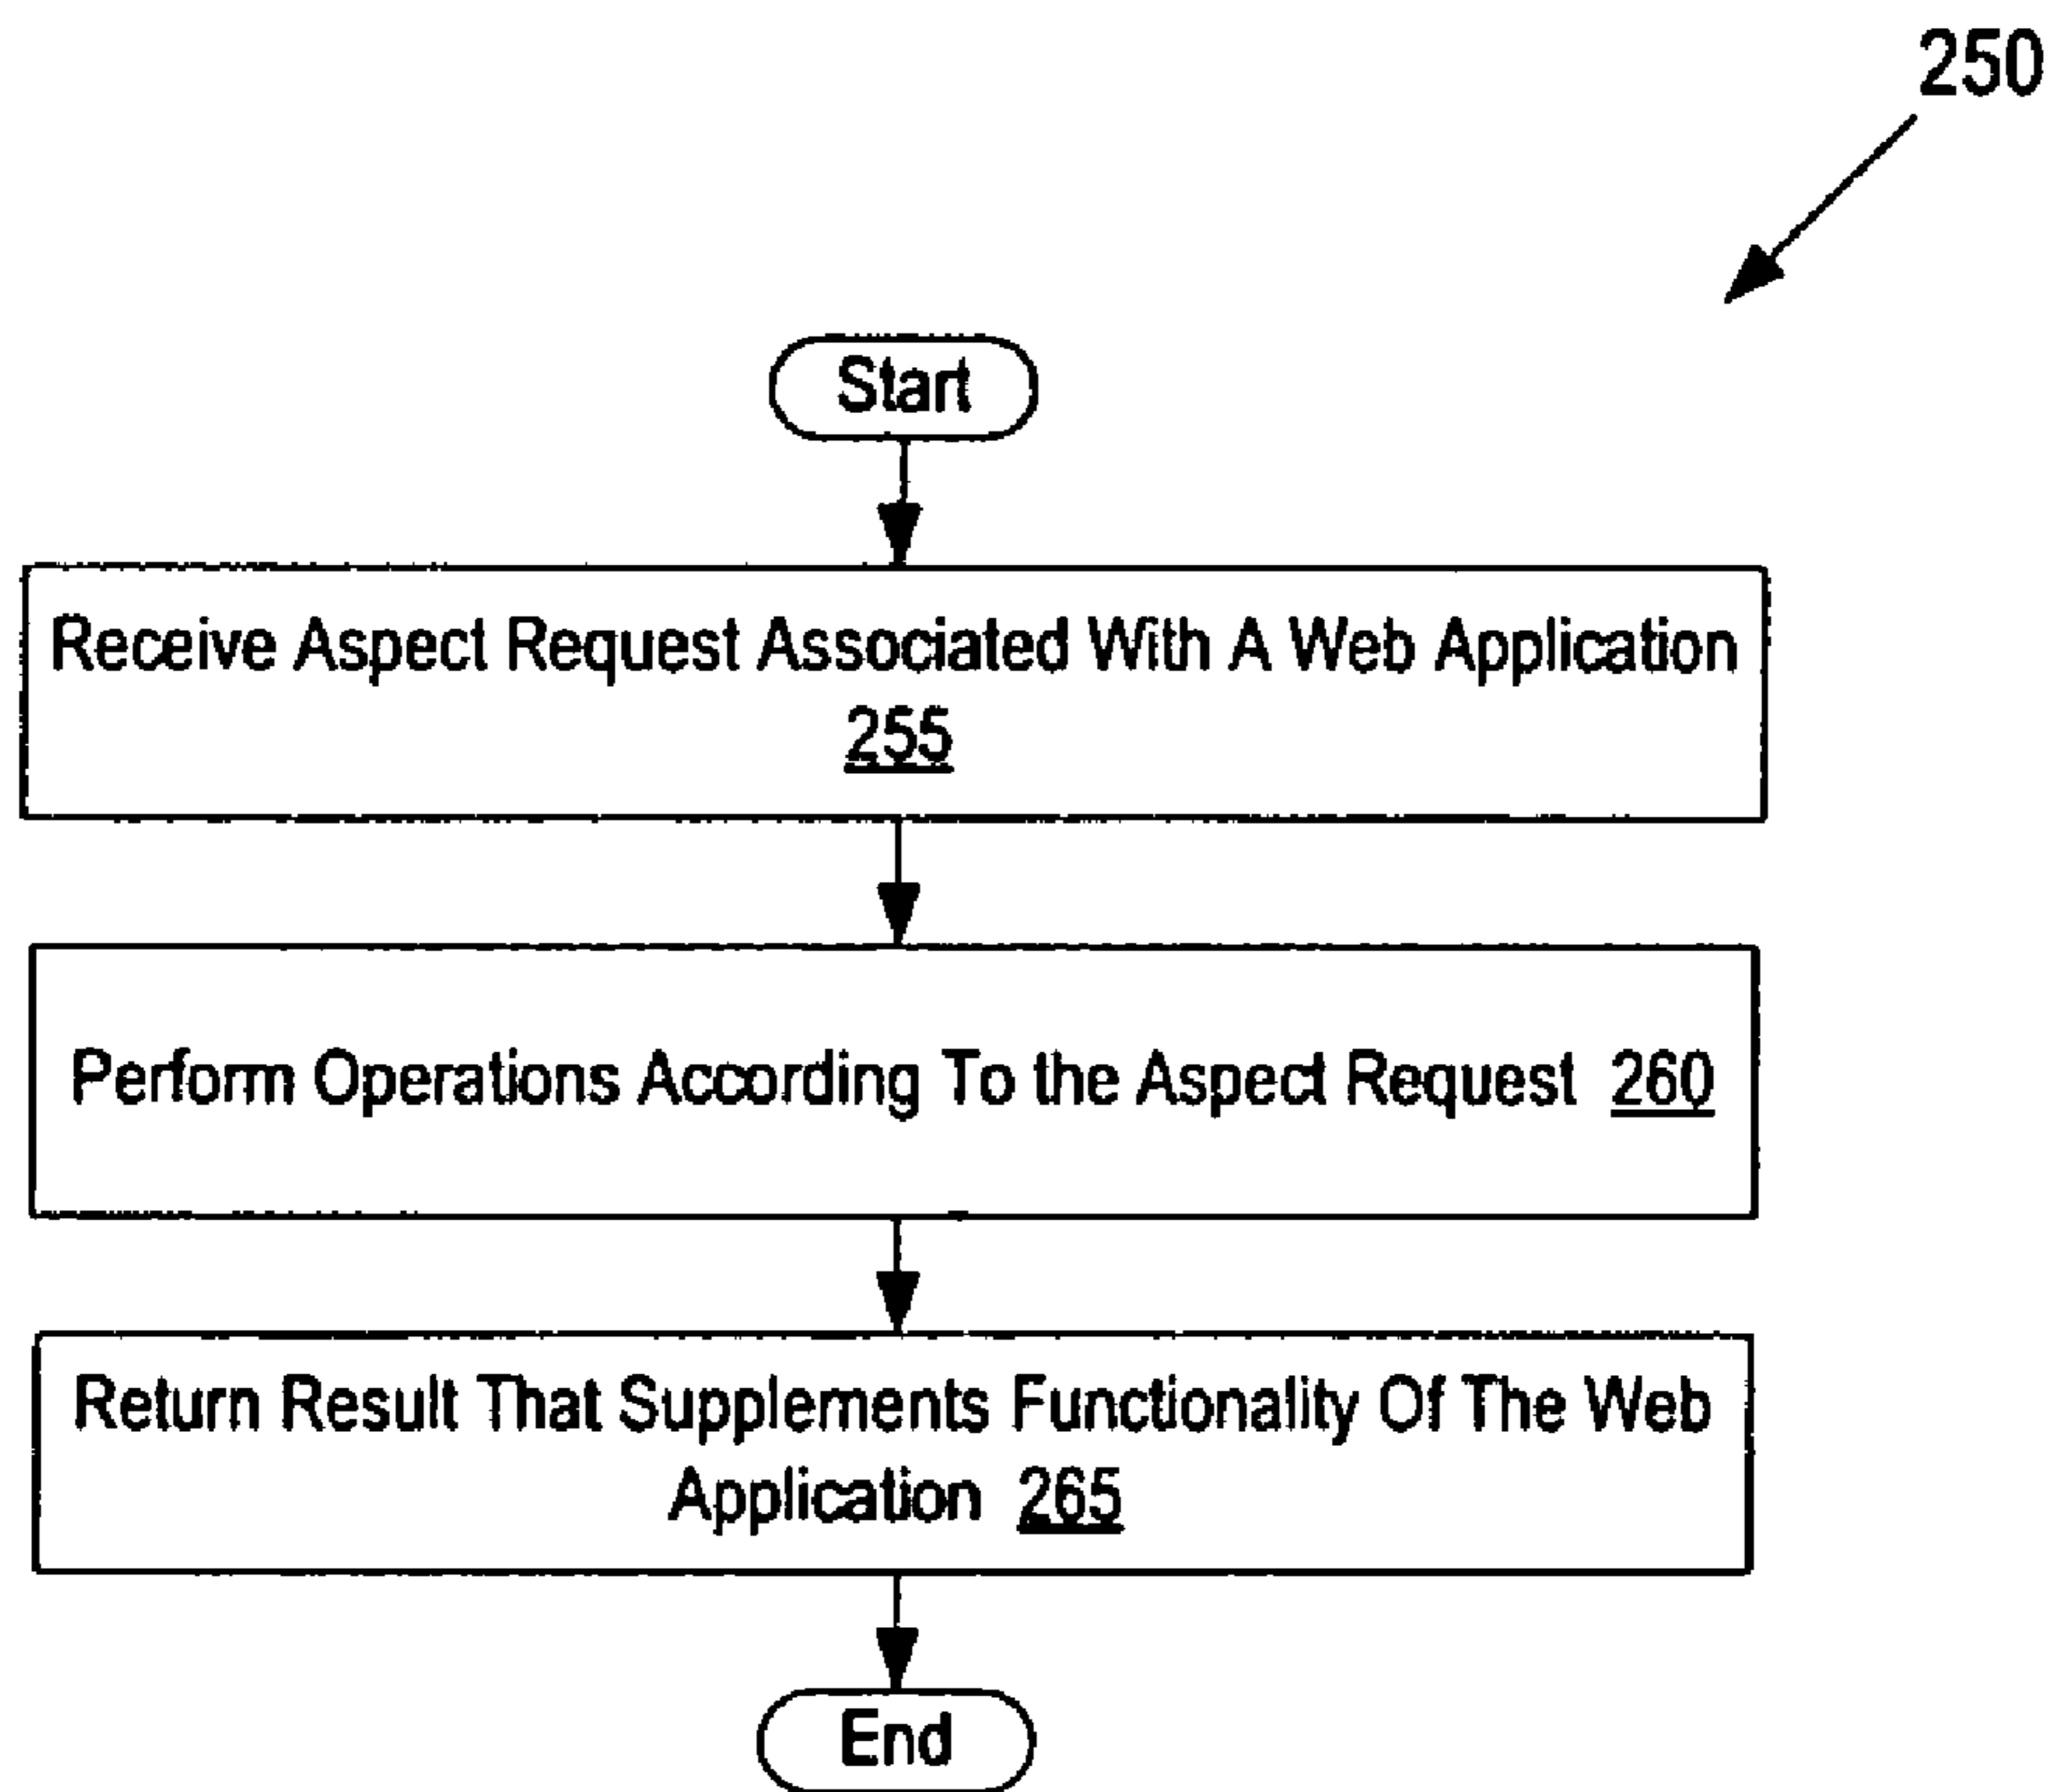 250
Start
Receive Aspect Request Associated With A Web Application
255
Perform Operations According To the Aspect Request 260
Return Result That Supplements Functionality Of The Web
Application 265
End